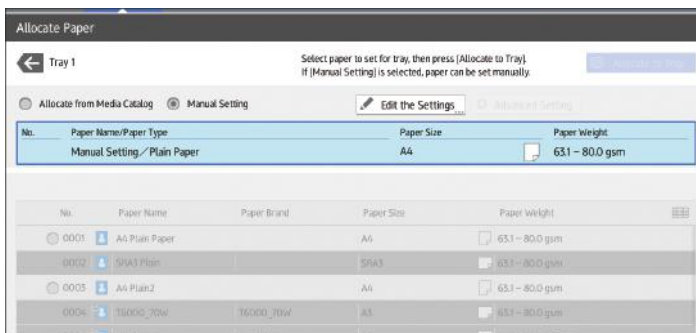 Allocate Paper
Tray 1
Select paper to set for tray, then press [Allocate to Tray].
If [Manual Setting] is selected, paper can be set manually.
Allocate to Tray
Allocate from Media Catalog Manual Setting Edit the Settings Advanced Setting
No. Paper Name/Paper Type Paper Size Paper Weight
Manual Setting/Plain Paper A4 63.1 – 80.0 gsm
No. Paper Name Paper Brand Paper Size Paper Weight
0001 A4 Plain Paper A4 63.1 – 80.0 gsm
0002 SRA3 Plain SRA3 63.1 – 80.0 gsm
0003 A4 Plain2 A4 63.1 – 80.0 gsm
0004 T6000_70W T6000_70W A3 63.1 – 80.0 gsm